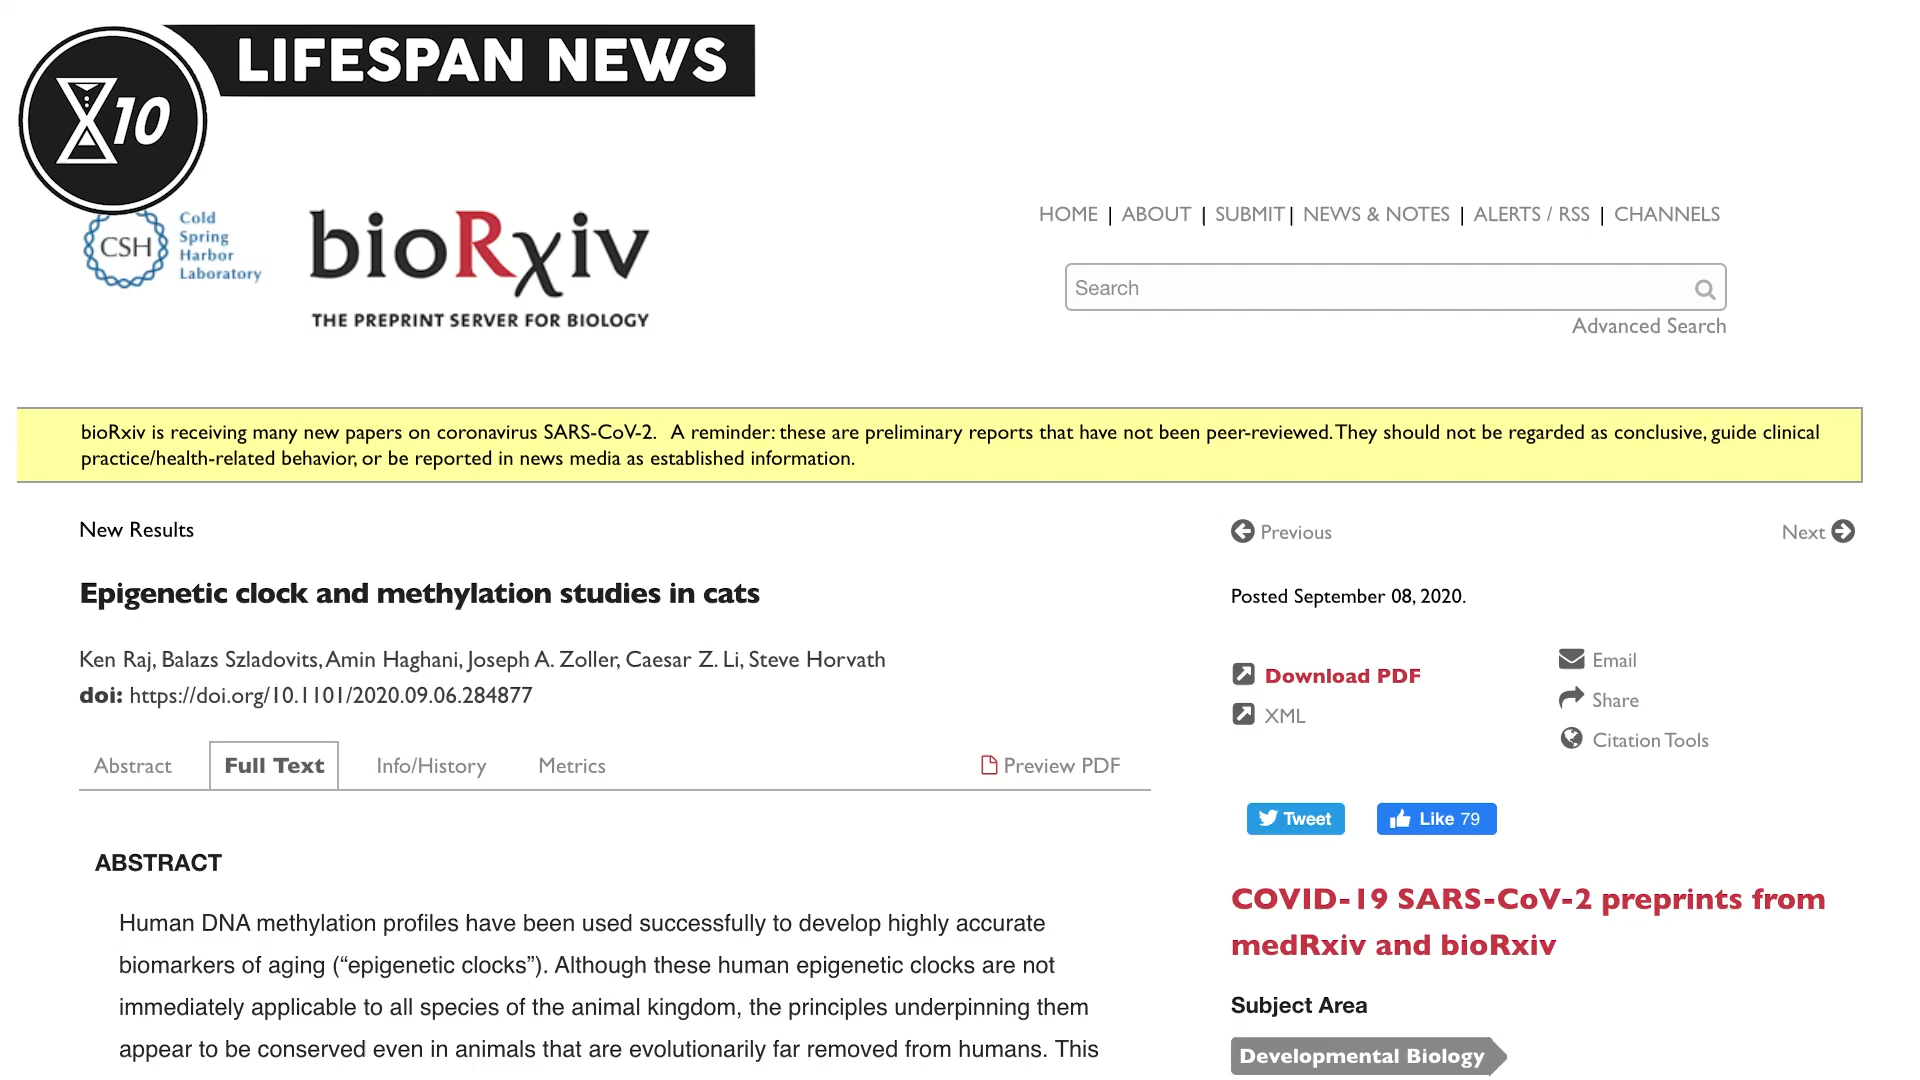 LIFESPAN NEWS
X10
CSH
Cold
Spring
Harbor
Laboratory
bioRxiv
THE PREPRINT SERVER FOR BIOLOGY
HOME | ABOUT | SUBMIT | NEWS & NOTES | ALERTS / RSS | CHANNELS
Search
Advanced Search
bioRxiv is receiving many new papers on coronavirus SARS-CoV-2. A reminder: these are preliminary reports that have not been peer-reviewed. They should not be regarded as conclusive, guide clinical
practice/health-related behavior, or be reported in news media as established information.
New Results
Previous
Next
Epigenetic clock and methylation studies in cats
Posted September 08, 2020.
Ken Raj, Balazs Szladovits, Amin Haghani, Joseph A. Zoller, Caesar Z. Li, Steve Horvath
doi: https://doi.org/10.1101/2020.09.06.284877
Download PDF
XML
Email
Share
Citation Tools
Abstract
Full Text
Info/History
Metrics
Preview PDF
Tweet
Like 79
ABSTRACT
Human DNA methylation profiles have been used successfully to develop highly accurate
biomarkers of aging (“epigenetic clocks”). Although these human epigenetic clocks are not
immediately applicable to all species of the animal kingdom, the principles underpinning them
appear to be conserved even in animals that are evolutionarily far removed from humans. This
COVID-19 SARS-CoV-2 preprints from
medRxiv and bioRxiv
Subject Area
Developmental Biology